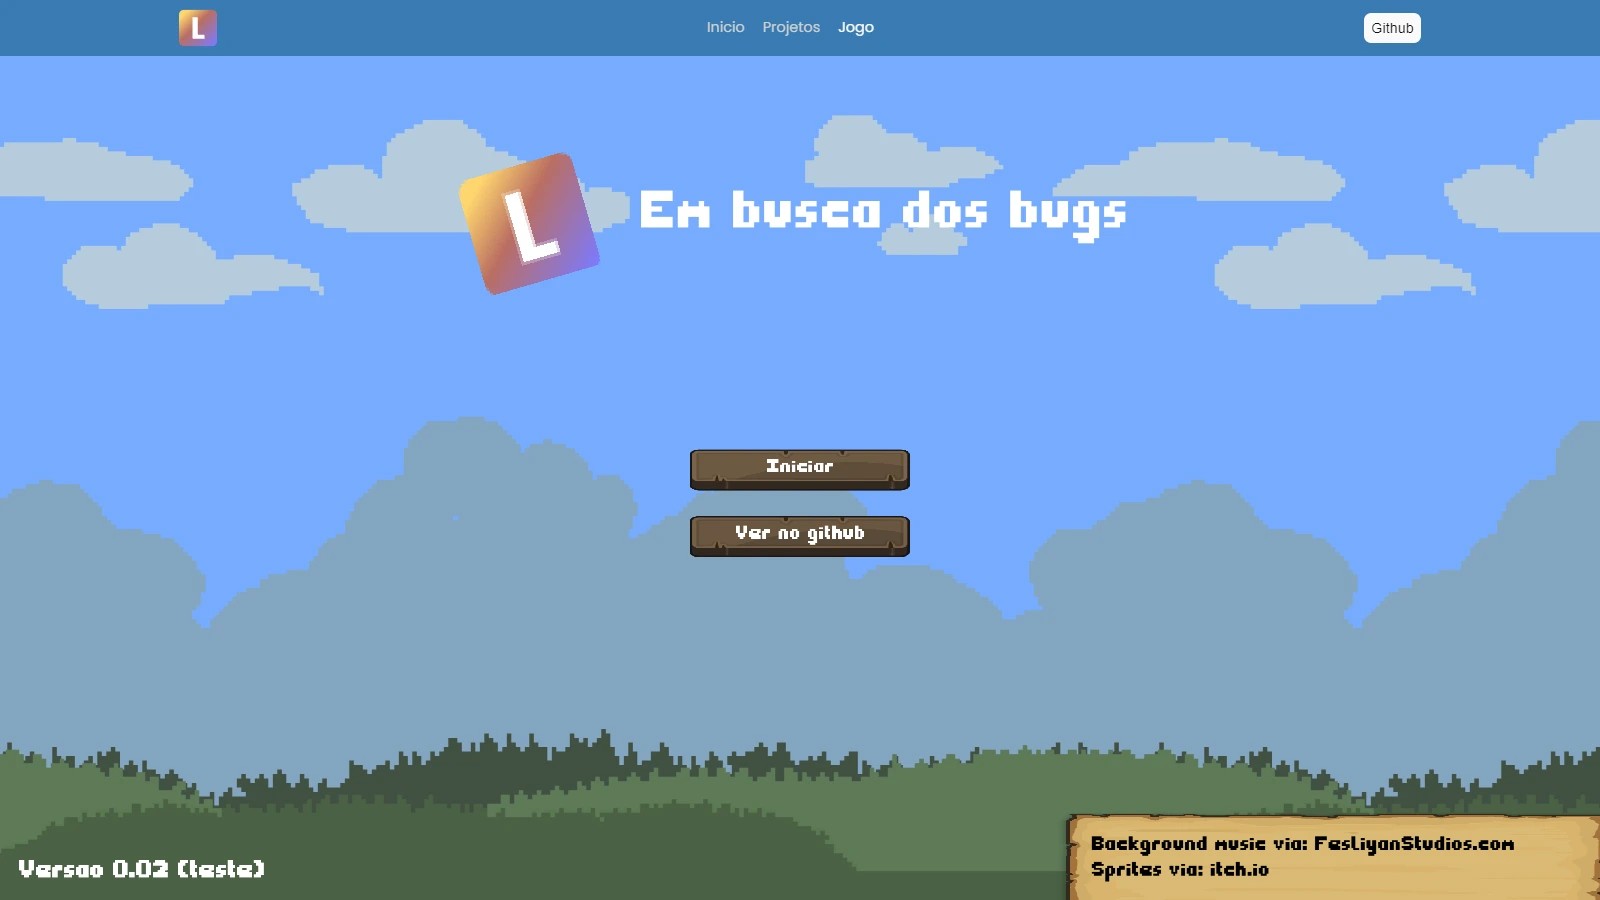 L
Inicio
Projetos
Jogo
Github
L
Em busca dos bugs
Iniciar
Ver no github
Background music via: FesliyanStudios.com
Sprites via: itch.io
Versao 0.02 (teste)